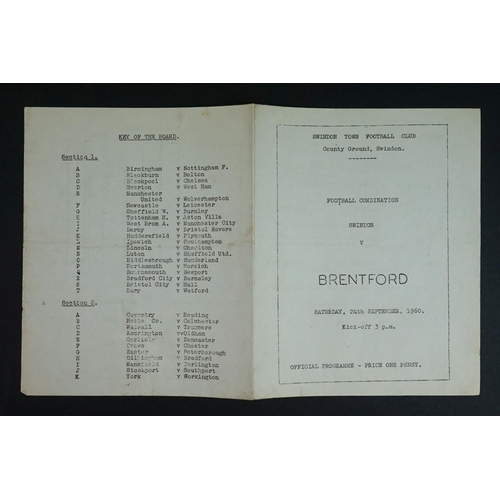 KEY OF THE BOARD.
Section 1.
A Birmingham v Nottingham F.
B Blackburn v Bolton
C Blackpool v Chelsea
D Everton v West Ham
E Manchester
United v Wolverhampton
F Newcastle v Leicester
G Sheffield W. v Burnley
H Tottenham H. v Aston Villa
I West Brom A. v Manchester City
J Derby v Bristol Rovers
K Huddersfield v Plymouth
L Ipswich v Southampton
M Lincoln v Charlton
N Luton v Sheffield Utd.
O Middlesbrough v Sunderland
P Portsmouth v Norwich
Q Bournemouth v Newport
R Bradford City v Barnsley
S Bristol City v Hull
T Bury v Watford
Section 2.
A Coventry v Reading
B Notts. Co. v Colchester
C Walsall v Tranmere
D Accrington v Oldham
E Carlisle v Doncaster
F Crewe v Chester
G Exeter v Peterborough
H Gillingham v Bradford
I Mansfield v Darlington
J Stockport v Southport
K York v Workington
SWINDON TOWN FOOTBALL CLUB
County Ground, Swindon.
FOOTBALL COMBINATION
SWINDON
V
BRENTFORD
SATURDAY, 24th SEPTEMBER, 1960.
Kick-off 3 p.m.
OFFICIAL PROGRAMME - PRICE ONE PENNY.